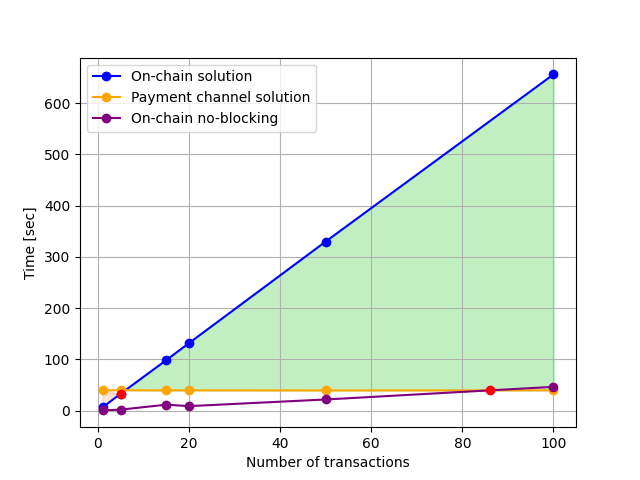 On-chain solution
Payment channel solution
On-chain no-blocking
600
500
400
300
200
100
0
Time [sec]
0 20 40 60 80 100
Number of transactions